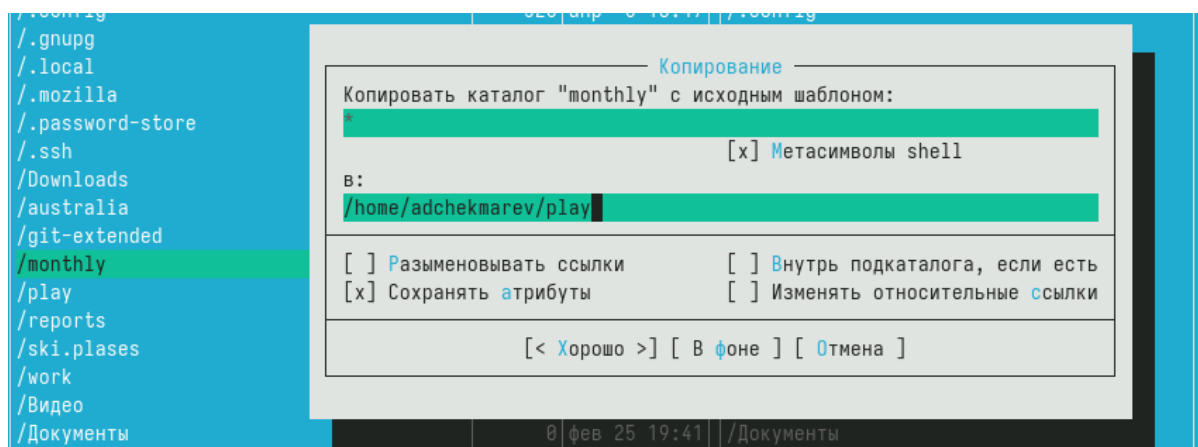 /.gnupg
/.local
/.mozilla
/.password-store
/.ssh
/Downloads
/australia
/git-extended
/monthly
/play
/reports
/ski.plases
/work
/Видео
/Документы
Копирование
Копировать каталог "monthly" с исходным шаблоном:
*
[x] Метасимволы shell
в:
/home/adchekmarev/play
[ ] Разыменовывать ссылки [ ] Внутрь подкаталога, если есть
[x] Сохранять атрибуты [ ] Изменять относительные ссылки
[< Хорошо >] [ В фоне ] [ Отмена ]
0 фев 25 19:41 /Документы